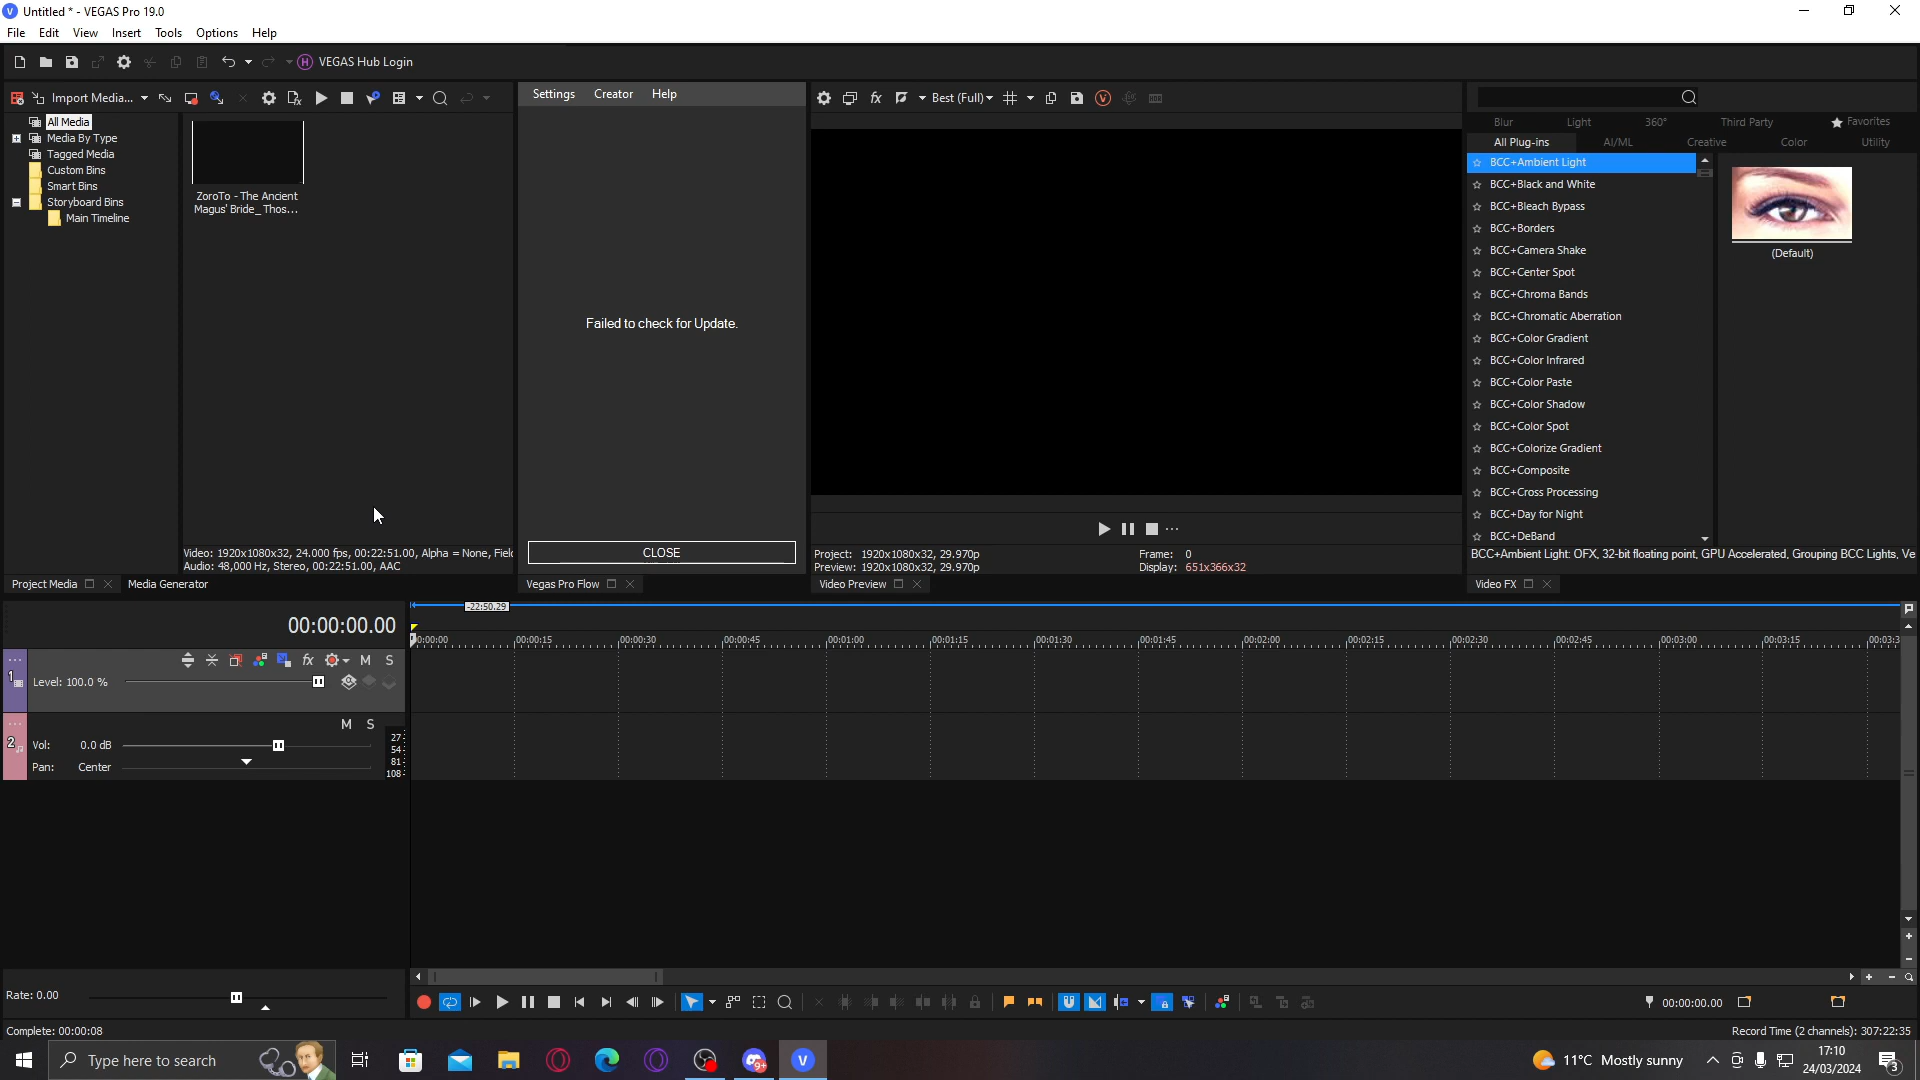 Untitled * - VEGAS Pro 19.0
File Edit View Insert Tools Options Help
VEGAS Hub Login
Import Media...
All Media
Media By Type
Tagged Media
Custom Bins
Smart Bins
Storyboard Bins
Main Timeline
ZoroTo - The Ancient
Magus' Bride_ Thos...
Video: 1920x1080x32, 24.000 fps, 00:22:51.00, Alpha = None, Field
Audio: 48,000 Hz, Stereo, 00:22:51.00, AAC
Project Media
Media Generator
Settings Creator Help
Failed to check for Update.
CLOSE
Vegas Pro Flow
Best (Full)
Project: 1920x1080x32, 29.970p
Preview: 1920x1080x32, 29.970p
Frame: 0
Display: 651x366x32
Video Preview
Blur Light 360° Third Party Favorites
All Plug-ins AI/ML Creative Color Utility
BCC+Ambient Light
BCC+Black and White
BCC+Bleach Bypass
BCC+Borders
BCC+Camera Shake
BCC+Center Spot
BCC+Chroma Bands
BCC+Chromatic Aberration
BCC+Color Gradient
BCC+Color Infrared
BCC+Color Paste
BCC+Color Shadow
BCC+Color Spot
BCC+Colorize Gradient
BCC+Composite
BCC+Cross Processing
BCC+Day for Night
BCC+DeBand
(Default)
BCC+Ambient Light: OFX, 32-bit floating point, GPU Accelerated, Grouping BCC Lights, Ve
Video FX
00:00:00.00
-22:50.29
00:00:00 00:00:15 00:00:30 00:00:45 00:01:00 00:01:15 00:01:30 00:01:45 00:02:00 00:02:15 00:02:30 00:02:45 00:03:00 00:03:15 00:03:3
1
M S
Level: 100.0 %
2
M S
Vol: 0.0 dB
Pan: Center
27
54
81
108
Rate: 0.00
00:00:00.00
Complete: 00:00:08
Record Time (2 channels): 307:22:35
Type here to search
9+
11°C Mostly sunny
17:10
24/03/2024
3